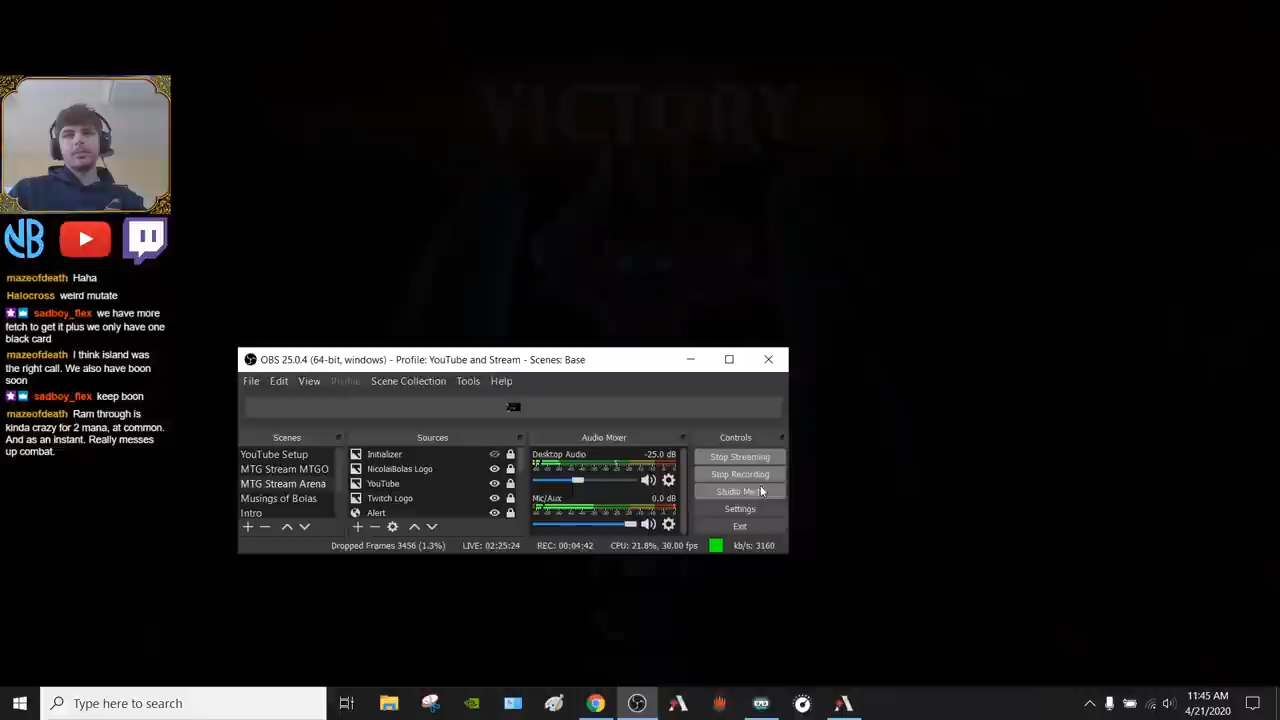 VICTORY
mazeofdeath Haha
Halocross weird mutate
sadboy_flex we have more
fetch to get it plus we only have one
black card
mazeofdeath I think island was
the right call. We also have boon
soon
sadboy_flex keep boon
mazeofdeath Ram through is
kinda crazy for 2 mana, at common.
And as an instant. Really messes
up combat.
OBS 25.0.4 (64-bit, windows) - Profile: YouTube and Stream - Scenes: Base
File Edit View Profile Scene Collection Tools Help
Scenes Sources Audio Mixer Controls
YouTube Setup
MTG Stream MTGO
MTG Stream Arena
Musings of Bolas
Intro
Initializer
NicolaiBolas Logo
YouTube
Twitch Logo
Alert
Desktop Audio -25.0 dB
Mic/Aux 0.0 dB
Stop Streaming
Stop Recording
Studio
Settings
Exit
Dropped Frames 3456 (1.3%) LIVE: 02:25:24 REC: 00:04:42 CPU: 21.8%, 30.00 fps kb/s: 3160
Type here to search
11:45 AM
4/21/2020